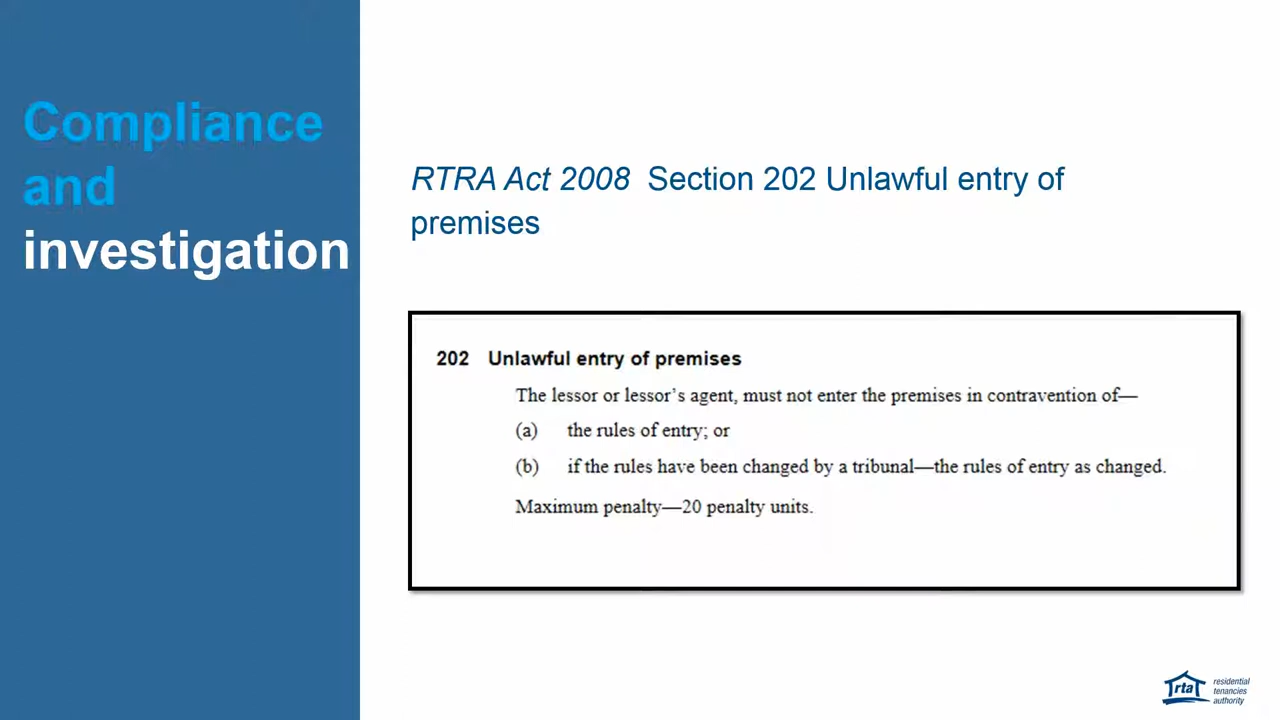 Compliance
and
investigation
RTRA Act 2008 Section 202 Unlawful entry of
premises
202 Unlawful entry of premises
The lessor or lessor's agent, must not enter the premises in contravention of—
(a) the rules of entry; or
(b) if the rules have been changed by a tribunal—the rules of entry as changed.
Maximum penalty—20 penalty units.
rta
residential
tenancies
authority